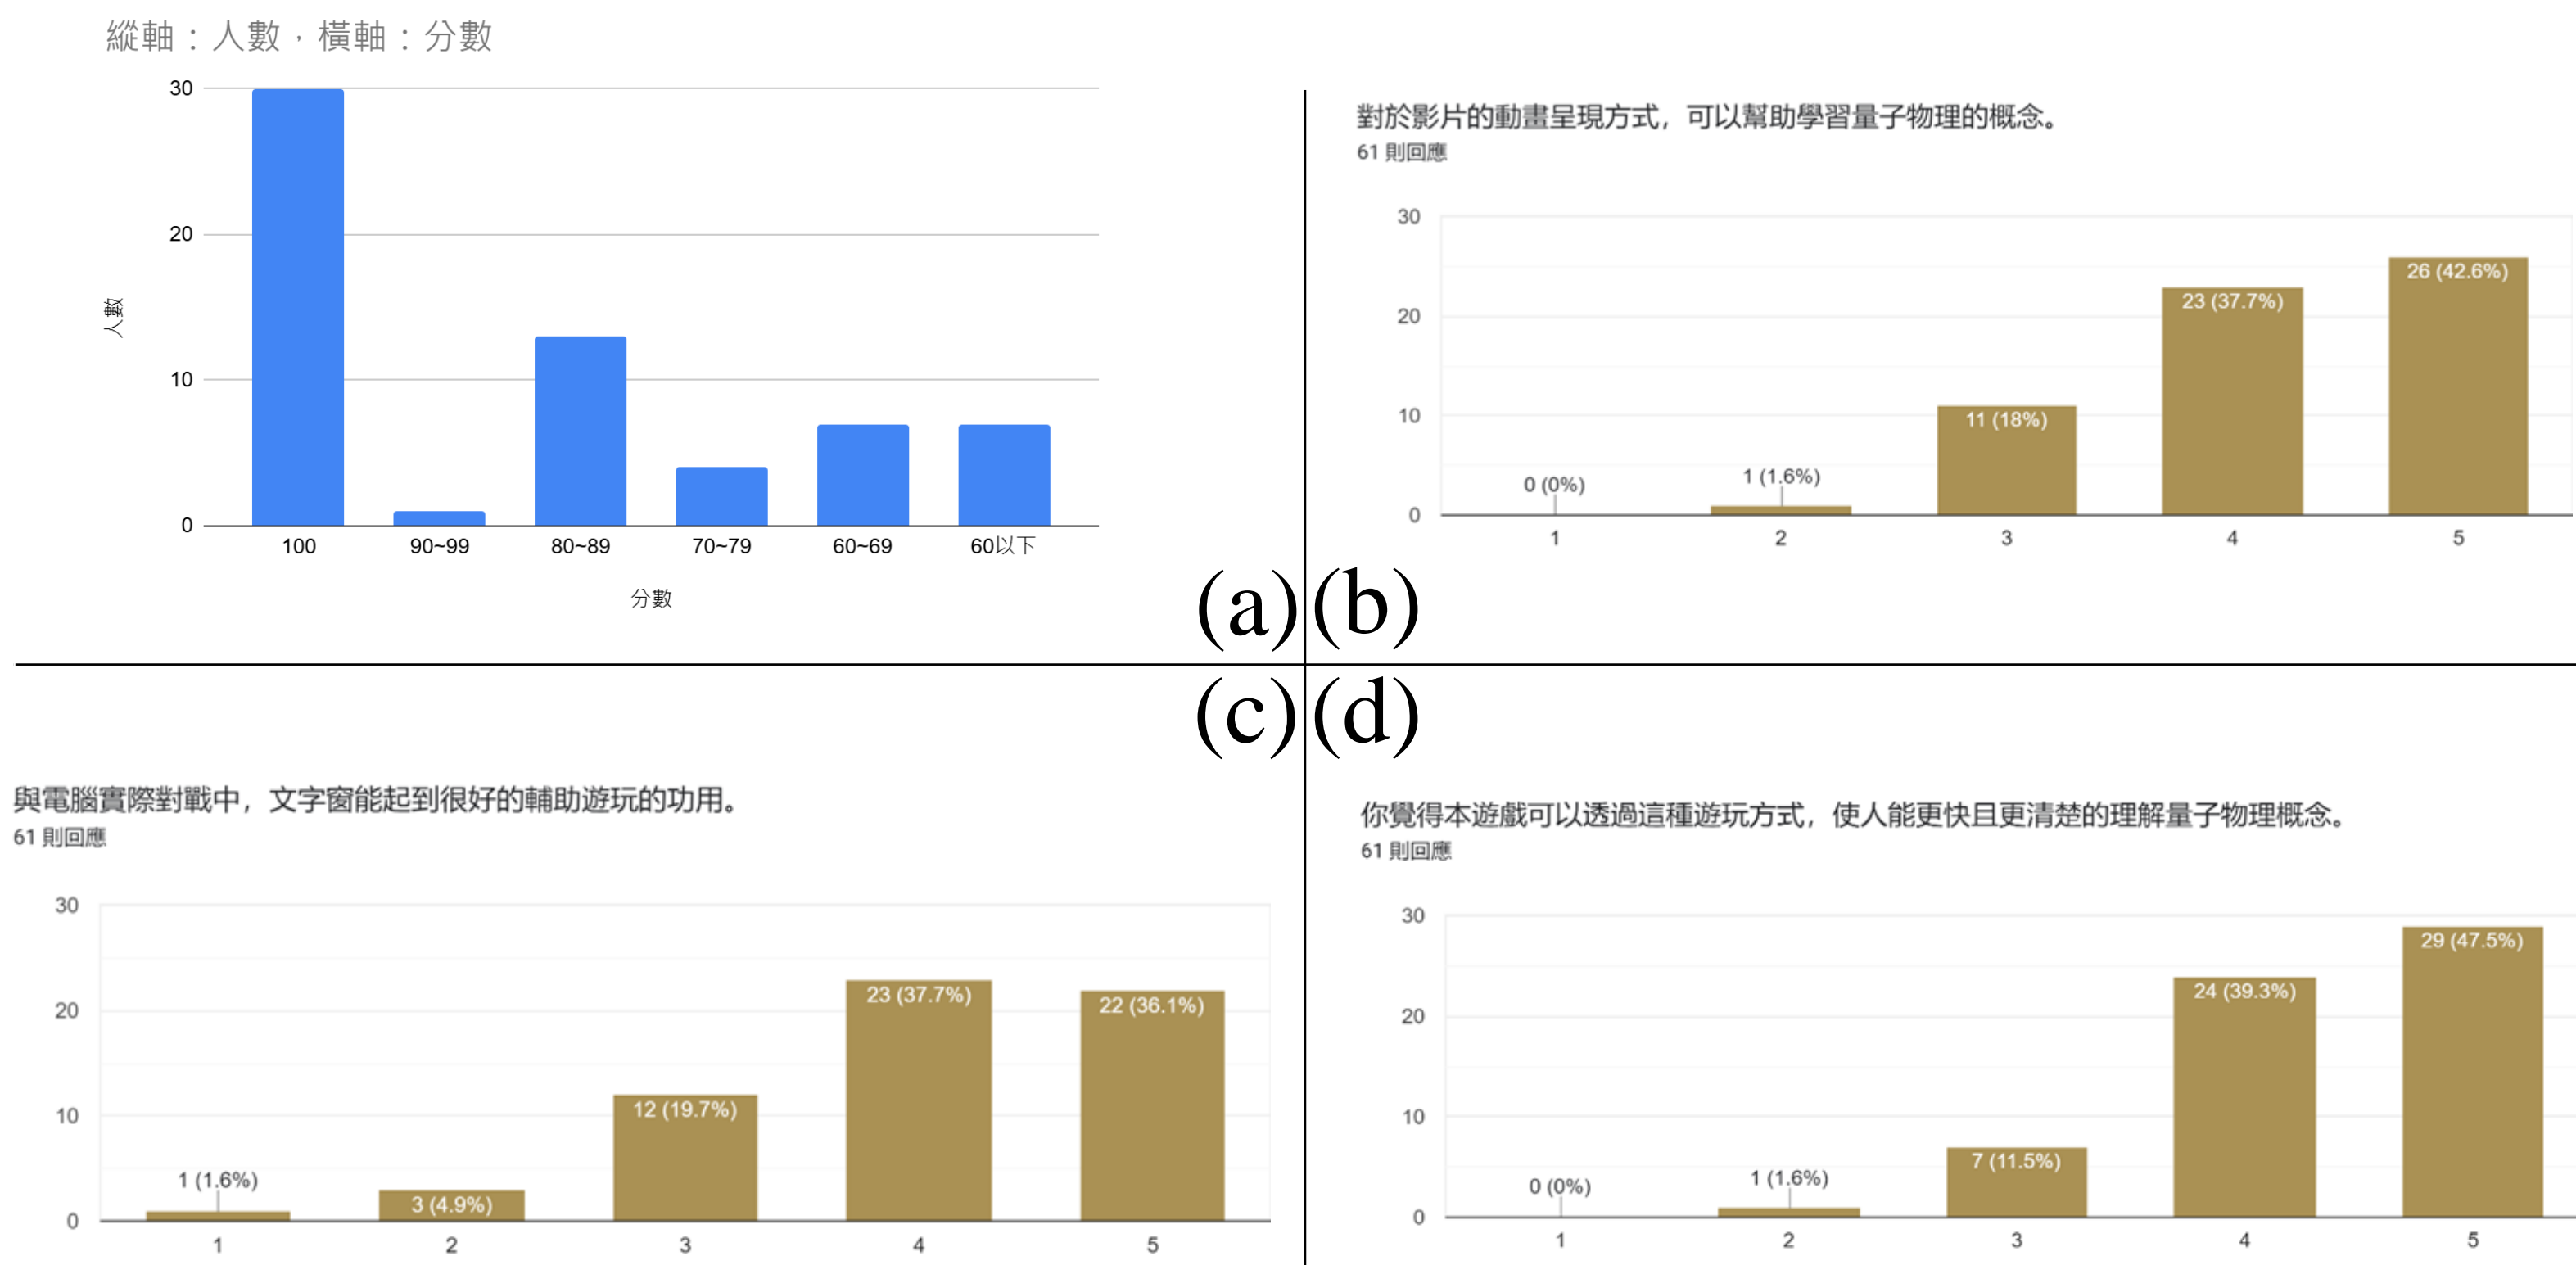 縱軸：人數，橫軸：分數
30
20
10
0
人數
100 90~99 80~89 70~79 60~69 60以下
分數
(a)
對於影片的動畫呈現方式，可以幫助學習量子物理的概念。
61 則回應
30
20
10
0
0 (0%)
1 (1.6%)
11 (18%)
23 (37.7%)
26 (42.6%)
1 2 3 4 5
(b)
(c)
與電腦實際對戰中，文字窗能起到很好的輔助遊玩的功用。
61 則回應
30
20
10
0
1 (1.6%)
3 (4.9%)
12 (19.7%)
23 (37.7%)
22 (36.1%)
1 2 3 4 5
(d)
你覺得本遊戲可以透過這種遊玩方式，使人能更快且更清楚的理解量子物理概念。
61 則回應
30
20
10
0
0 (0%)
1 (1.6%)
7 (11.5%)
24 (39.3%)
29 (47.5%)
1 2 3 4 5